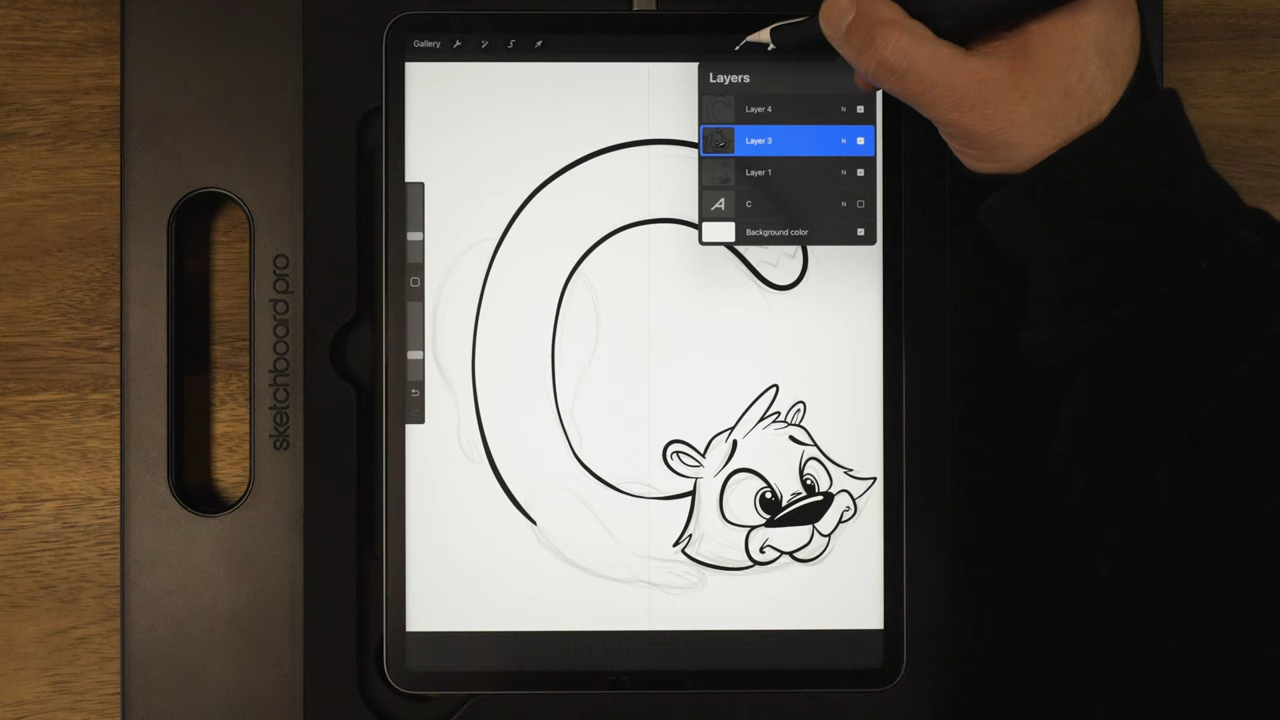 Gallery
Layers
Layer 4 N
Layer 3 N
Layer 1 N
C N
Background color
sketchboard pro